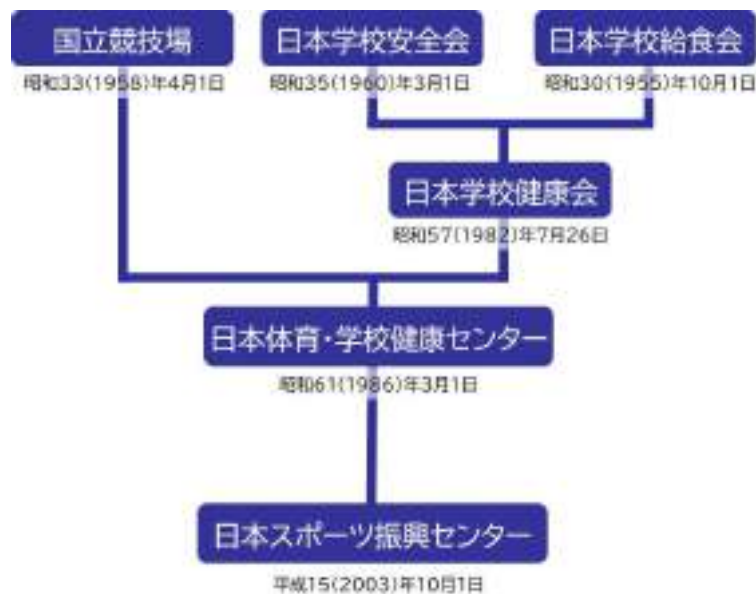 国立競技場
昭和33(1958)年4月1日
日本学校安全会
昭和35(1960)年3月1日
日本学校給食会
昭和30(1955)年10月1日
日本学校健康会
昭和57(1982)年7月26日
日本体育・学校健康センター
昭和61(1986)年3月1日
日本スポーツ振興センター
平成15(2003)年10月1日